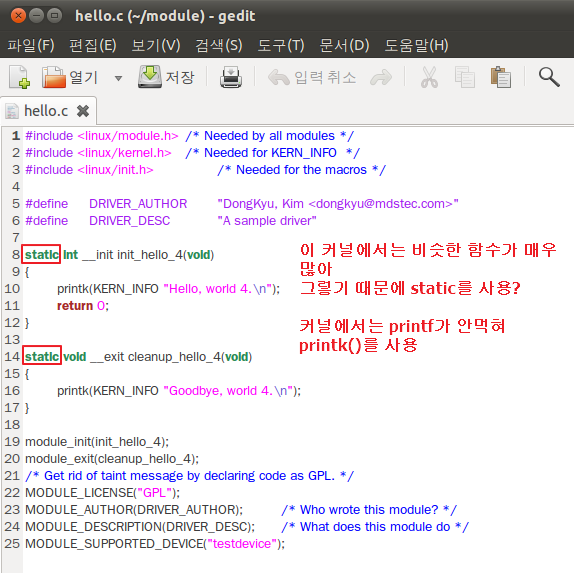 hello.c (~/module) - gedit
파일(F) 편집(E) 보기(V) 검색(S) 도구(T) 문서(D) 도움말(H)
열기 저장 입력 취소
hello.c
1 #include <linux/module.h> /* Needed by all modules */
2 #include <linux/kernel.h> /* Needed for KERN_INFO */
3 #include <linux/init.h> /* Needed for the macros */
4
5 #define DRIVER_AUTHOR "DongKyu, Kim <dongkyu@mdstec.com>"
6 #define DRIVER_DESC "A sample driver"
7
8 static int __init init_hello_4(void)
9 {
10 printk(KERN_INFO "Hello, world 4.\n");
11 return 0;
12 }
13
14 static void __exit cleanup_hello_4(void)
15 {
16 printk(KERN_INFO "Goodbye, world 4.\n");
17 }
18
19 module_init(init_hello_4);
20 module_exit(cleanup_hello_4);
21 /* Get rid of taint message by declaring code as GPL. */
22 MODULE_LICENSE("GPL");
23 MODULE_AUTHOR(DRIVER_AUTHOR); /* Who wrote this module? */
24 MODULE_DESCRIPTION(DRIVER_DESC); /* What does this module do */
25 MODULE_SUPPORTED_DEVICE("testdevice");
이 커널에서는 비슷한 함수가 매우
많아
그렇기 때문에 static를 사용?
커널에서는 printf가 안먹혀
printk()를 사용